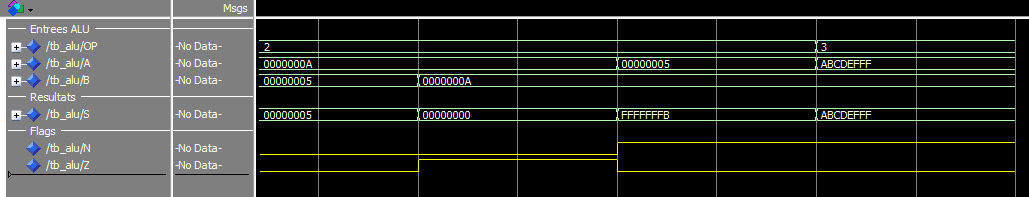 Msgs
Entrees ALU
/tb_alu/OP -No Data- 2 3
/tb_alu/A -No Data- 0000000A 00000005 ABCDEFFF
/tb_alu/B -No Data- 00000005 0000000A
Resultats
/tb_alu/S -No Data- 00000005 00000000 FFFFFFFB ABCDEFFF
Flags
/tb_alu/N -No Data-
/tb_alu/Z -No Data-